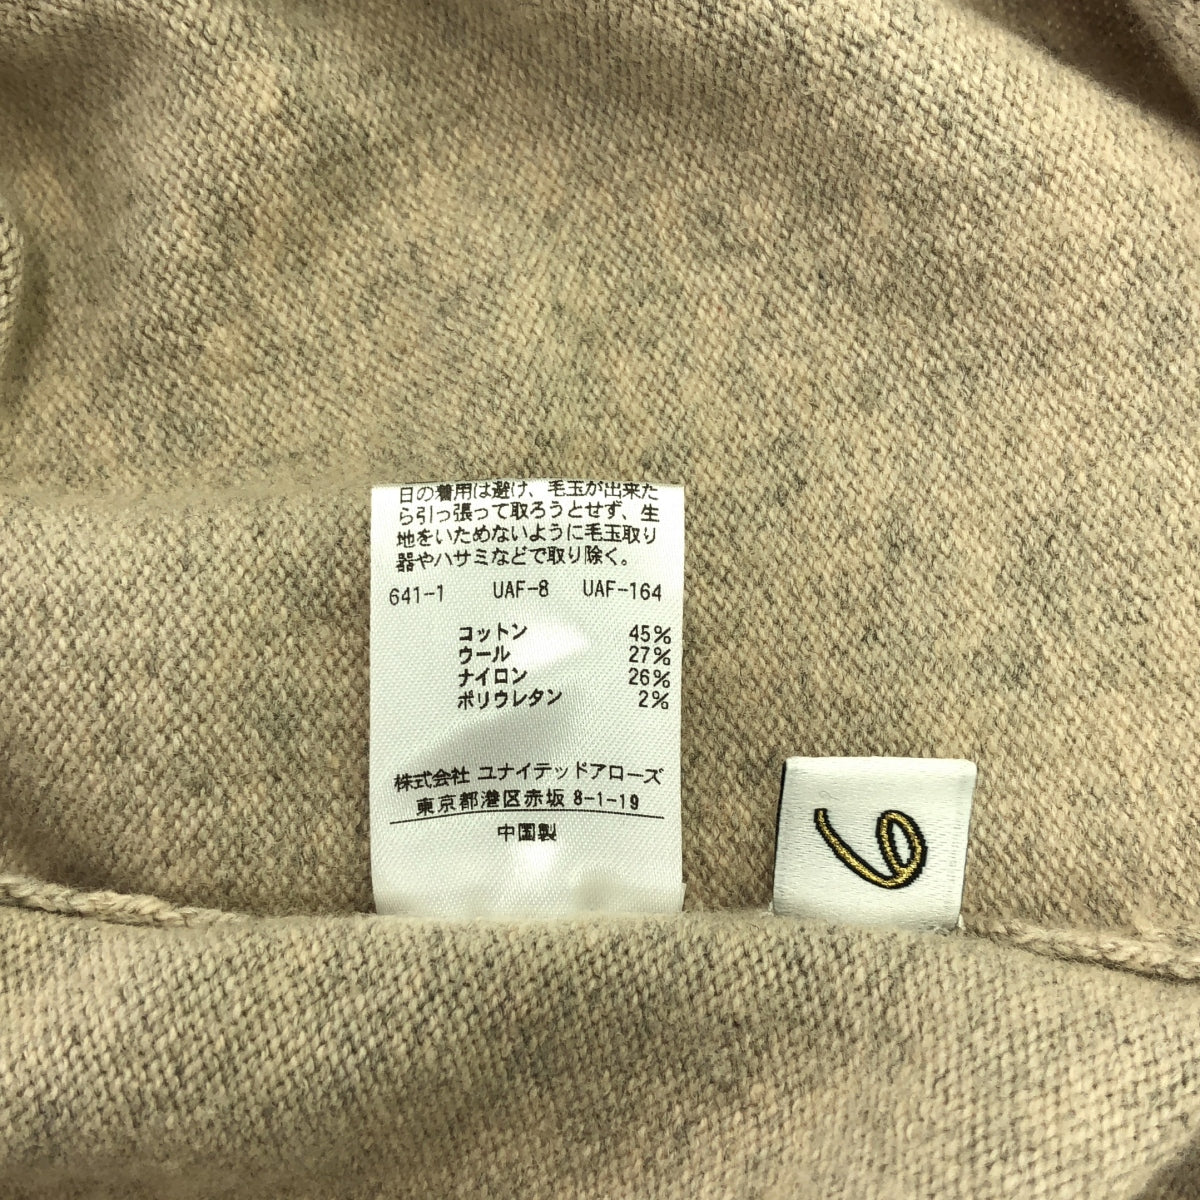 日の着用は避け、毛玉が出来た
ら引っ張って取ろうとせず、生
地をいためないように毛玉取り
器やハサミなどで取り除く。
641-1 UAF-8 UAF-164
コットン 45%
ウール 27%
ナイロン 26%
ポリウレタン 2%
株式会社 ユナイテッドアローズ
東京都港区赤坂 8-1-19
中国製